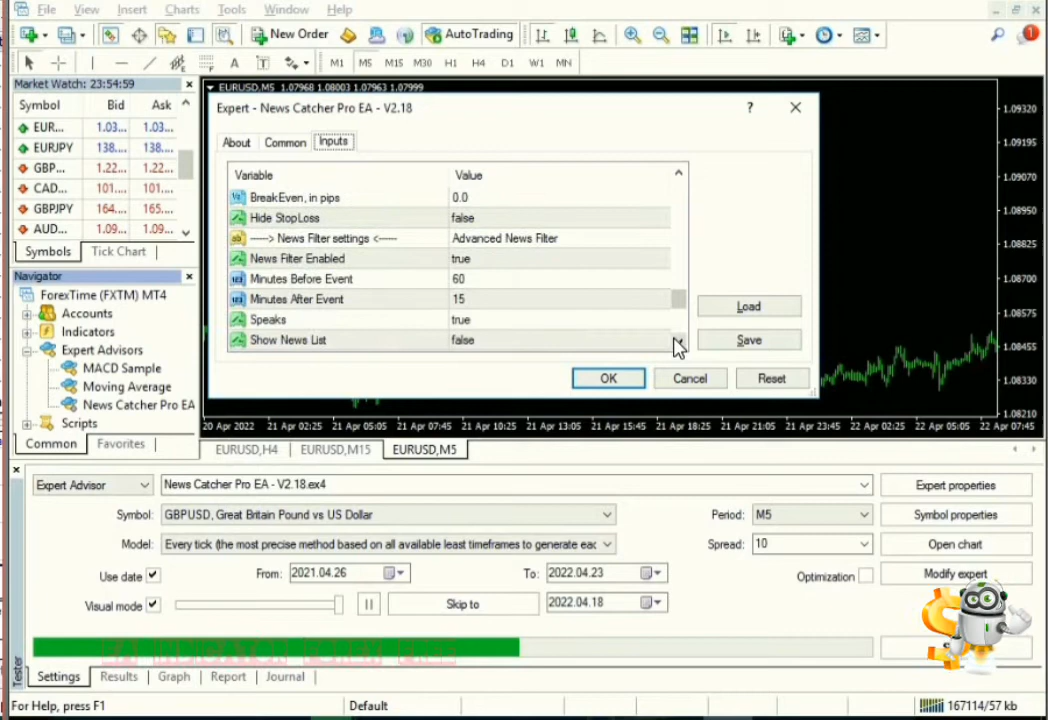 File View Insert Charts Tools Window Help
New Order AutoTrading
M1 M5 M15 M30 H1 H4 D1 W1 MN
Market Watch: 23:54:59
Symbol Bid Ask
EUR... 1.03... 1.03...
EURJPY 138.... 138....
GBP... 1.22... 1.22...
CAD... 101.... 101....
GBPJPY 164.... 165....
AUD... 1.09... 1.09...
Symbols Tick Chart
Navigator
ForexTime (FXTM) MT4
Accounts
Indicators
Expert Advisors
MACD Sample
Moving Average
News Catcher Pro EA
Scripts
Common Favorites
EURUSD,M5 1.07968 1.08003 1.07963 1.07999
Expert - News Catcher Pro EA - V2.18
About Common Inputs
Variable Value
BreakEven, in pips 0.0
Hide StopLoss false
-----> News Filter settings <----- Advanced News Filter
News Filter Enabled true
Minutes Before Event 60
Minutes After Event 15
Speaks true
Show News List false
Load
Save
OK Cancel Reset
1.09320
1.09195
1.09070
1.08950
1.08825
1.08700
1.08575
1.08455
1.08330
1.08210
20 Apr 2022 21 Apr 02:25 21 Apr 05:05 21 Apr 07:45 21 Apr 10:25 21 Apr 13:05 21 Apr 15:45 21 Apr 18:25 21 Apr 21:05 21 Apr 23:45 22 Apr 02:25 22 Apr 05:05 22 Apr 07:45
EURUSD,H4 EURUSD,M15 EURUSD,M5
Expert Advisor News Catcher Pro EA - V2.18.ex4 Expert properties
Symbol: GBPUSD, Great Britain Pound vs US Dollar Period: M5 Symbol properties
Model: Every tick (the most precise method based on all available least timeframes to generate eac Spread: 10 Open chart
Use date From: 2021.04.26 To: 2022.04.23 Optimization Modify expert
Visual mode Skip to 2022.04.18
EA INDICATOR FOREX FREE
Tester
Settings Results Graph Report Journal
For Help, press F1 Default 167114/57 kb